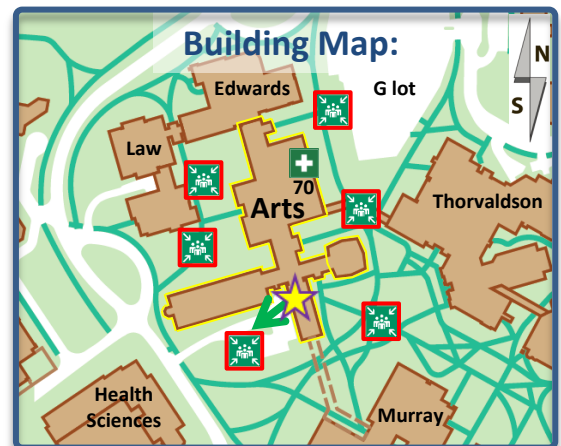 Building Map:
N
S
Edwards
G lot
Law
70
Arts
Thorvaldson
Health
Sciences
Murray